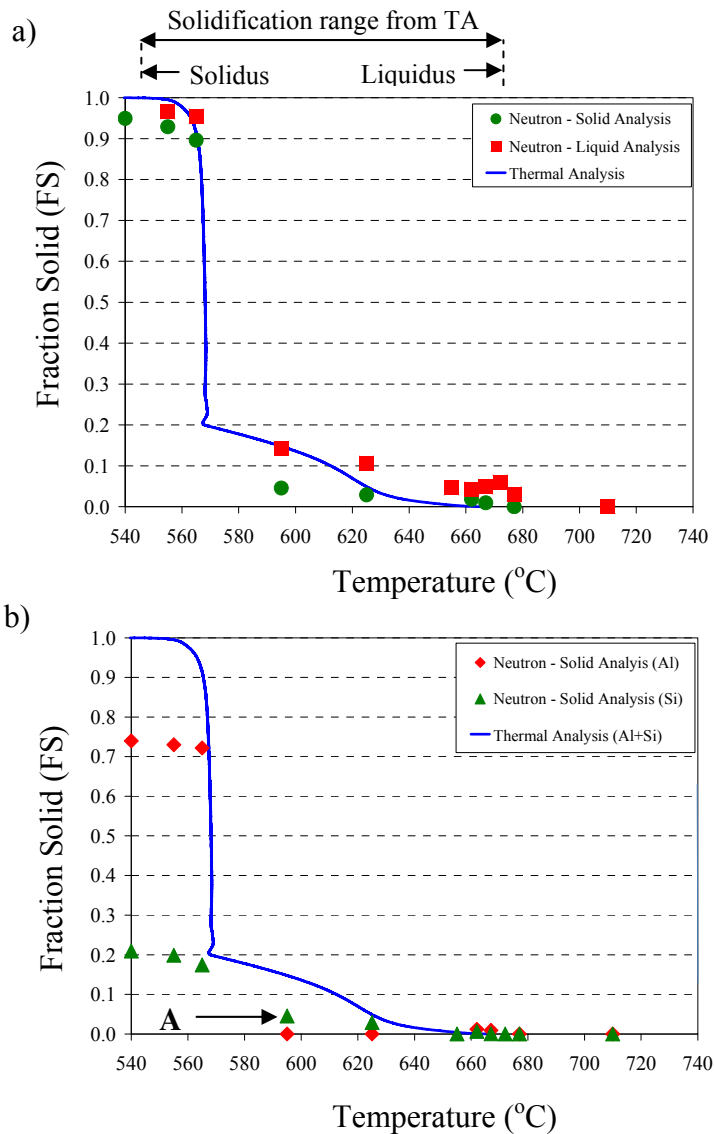 a)
Solidification range from TA
Solidus
Liquidus
1.0
0.9
0.8
0.7
0.6
0.5
0.4
0.3
0.2
0.1
0.0
Fraction Solid (FS)
Neutron - Solid Analysis
Neutron - Liquid Analysis
Thermal Analysis
540 560 580 600 620 640 660 680 700 720 740
Temperature (°C)
b)
1.0
0.9
0.8
0.7
0.6
0.5
0.4
0.3
0.2
0.1
0.0
Fraction Solid (FS)
Neutron - Solid Analyis (Al)
Neutron - Solid Analysis (Si)
Thermal Analysis (Al+Si)
A
540 560 580 600 620 640 660 680 700 720 740
Temperature (°C)